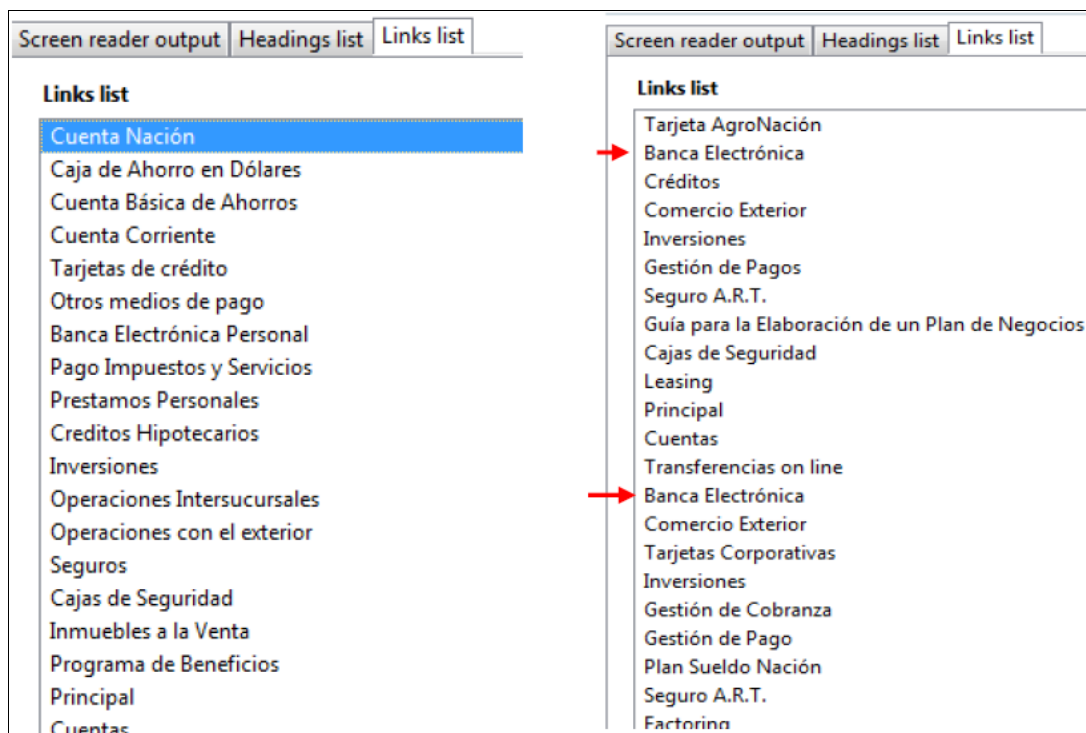 Screen reader output Headings list Links list
Links list
Cuenta Nación
Caja de Ahorro en Dólares
Cuenta Básica de Ahorros
Cuenta Corriente
Tarjetas de crédito
Otros medios de pago
Banca Electrónica Personal
Pago Impuestos y Servicios
Prestamos Personales
Creditos Hipotecarios
Inversiones
Operaciones Intersucursales
Operaciones con el exterior
Seguros
Cajas de Seguridad
Inmuebles a la Venta
Programa de Beneficios
Principal
Cuentas
Screen reader output Headings list Links list
Links list
Tarjeta AgroNación
Banca Electrónica
Créditos
Comercio Exterior
Inversiones
Gestión de Pagos
Seguro A.R.T.
Guía para la Elaboración de un Plan de Negocios
Cajas de Seguridad
Leasing
Principal
Cuentas
Transferencias on line
Banca Electrónica
Comercio Exterior
Tarjetas Corporativas
Inversiones
Gestión de Cobranza
Gestión de Pago
Plan Sueldo Nación
Seguro A.R.T.
Factoring